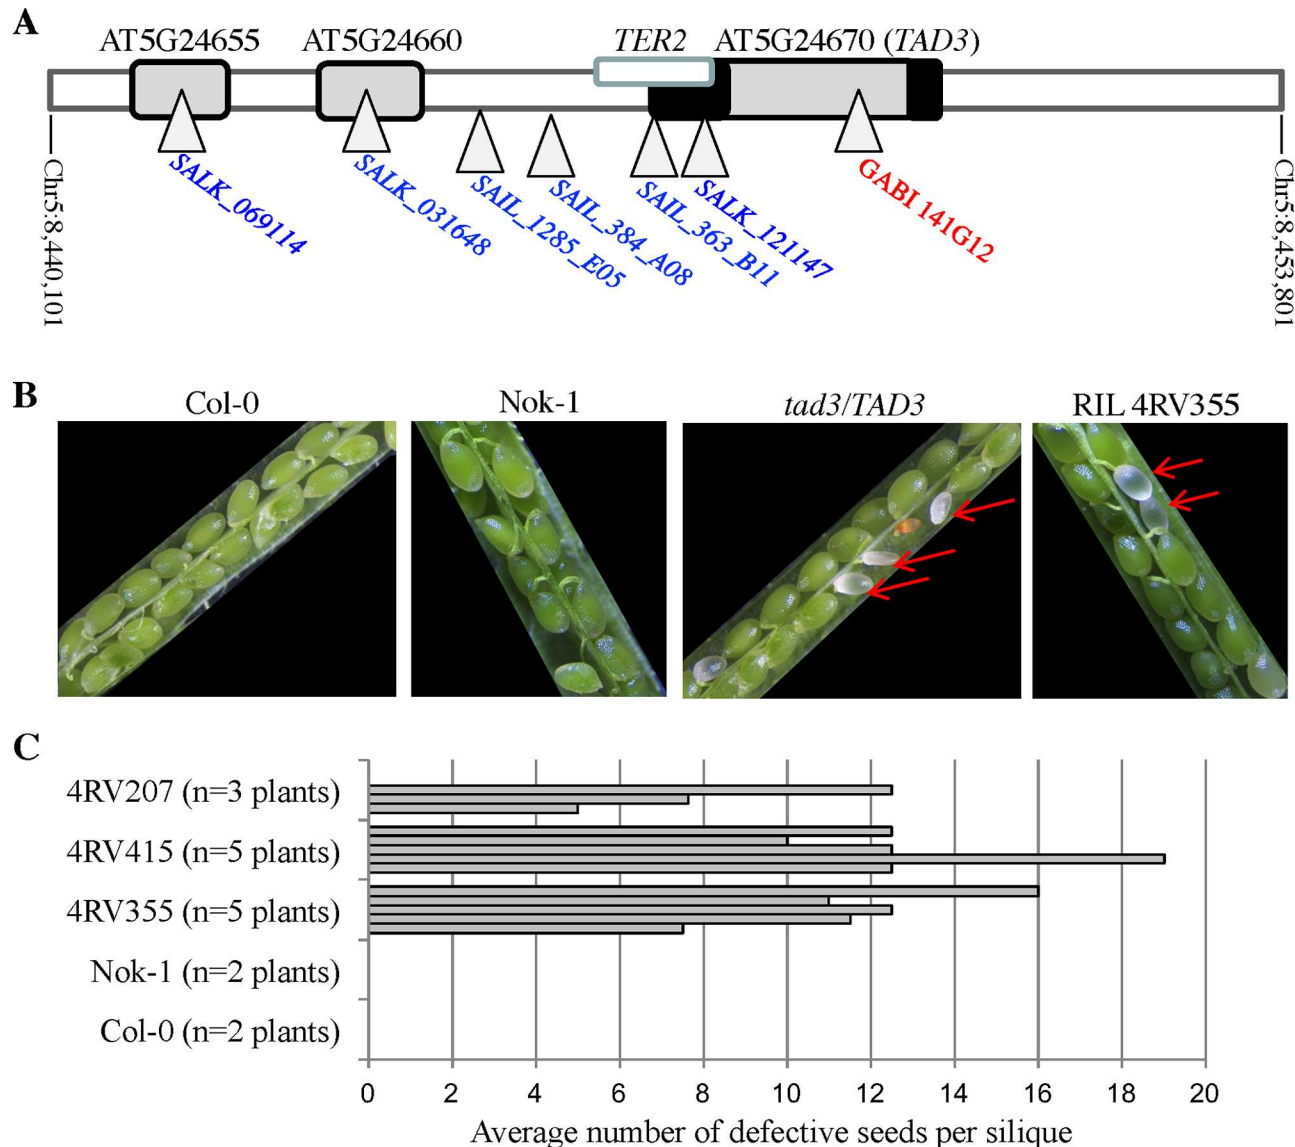 A
AT5G24655 AT5G24660 TER2 AT5G24670 (TAD3)
Chr5:8,440,101
SALK_069114
SALK_031648
SAIL_1285_E05
SAIL_384_A08
SAIL_363_B11
SALK_121147
GABI 141G12
Chr5:8,453,801
B
Col-0 Nok-1 tad3/TAD3 RIL 4RV355
C
4RV207 (n=3 plants)
4RV415 (n=5 plants)
4RV355 (n=5 plants)
Nok-1 (n=2 plants)
Col-0 (n=2 plants)
0 2 4 6 8 10 12 14 16 18 20
Average number of defective seeds per silique